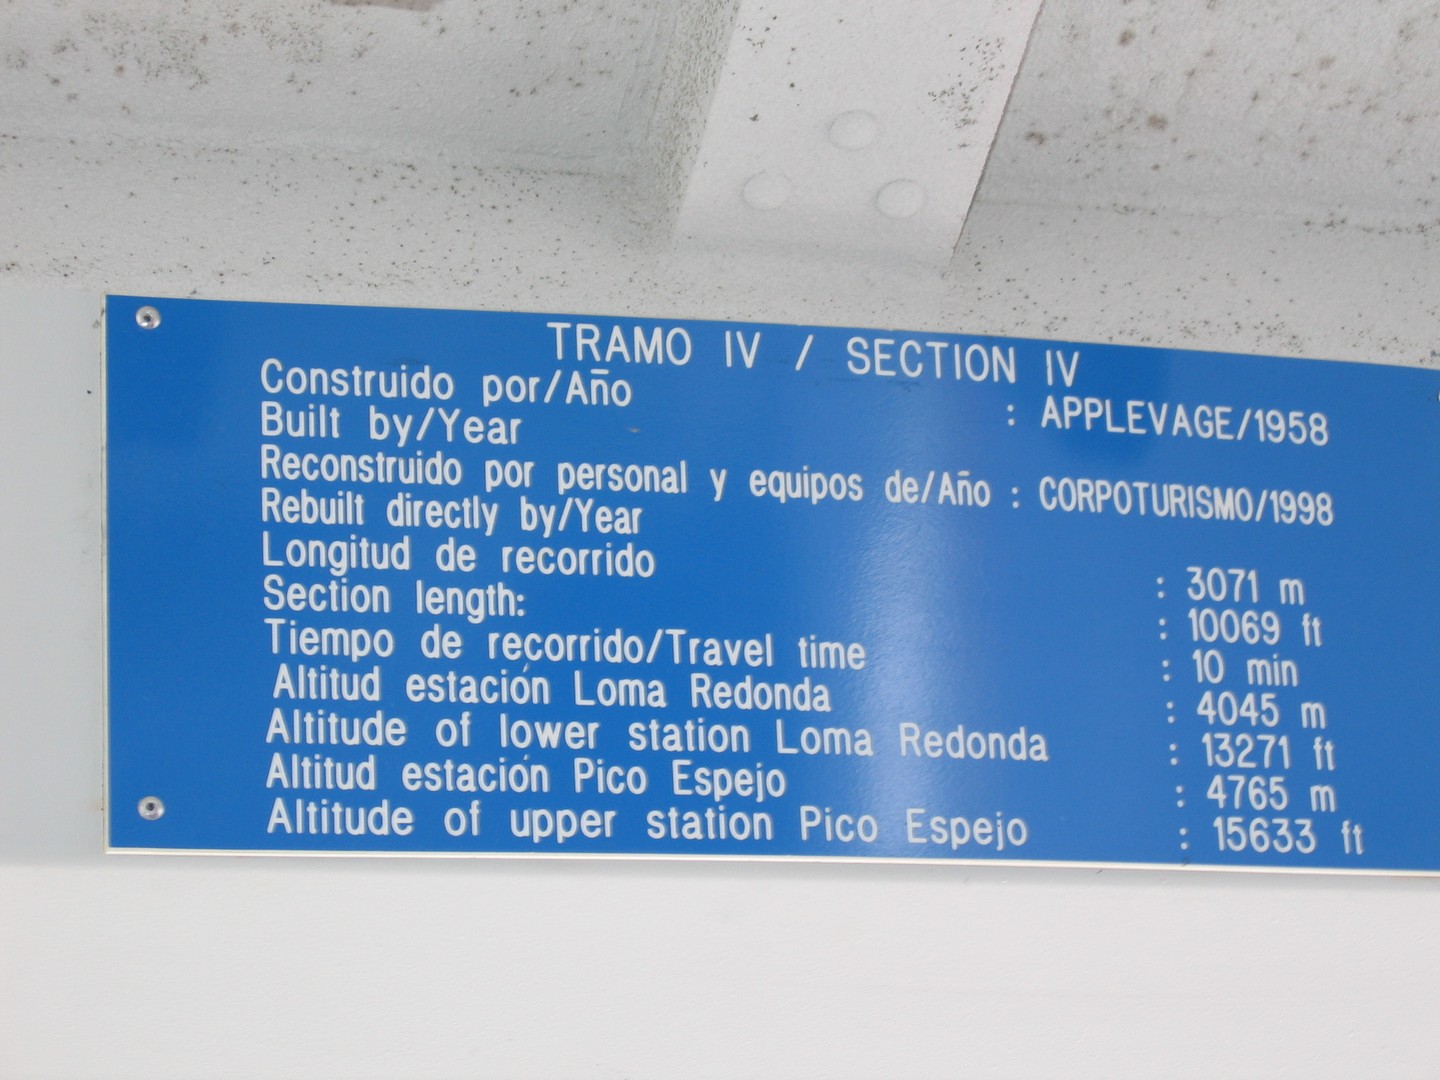 TRAMO IV / SECTION IV
Construido por/Año
Built by/Year : APPLEVAGE/1958
Reconstruido por personal y equipos de/Año : CORPOTURISMO/1998
Rebuilt directly by/Year
Longitud de recorrido : 3071 m
Section length: : 10069 ft
Tiempo de recorrido/Travel time : 10 min
Altitud estación Loma Redonda : 4045 m
Altitude of lower station Loma Redonda : 13271 ft
Altitud estación Pico Espejo : 4765 m
Altitude of upper station Pico Espejo : 15633 ft